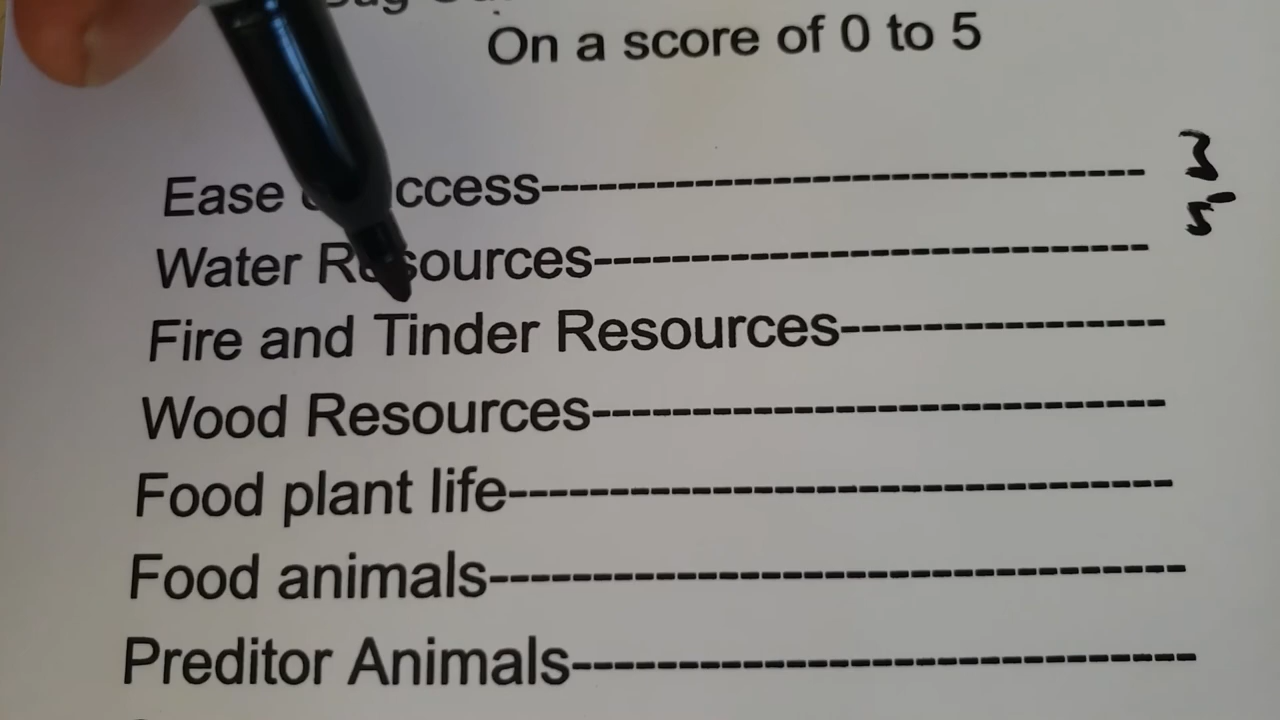 On a score of 0 to 5
Ease ccess------------------------------ 3
Water Resources--------------------------- 5
Fire and Tinder Resources----------------
Wood Resources---------------------------
Food plant life-------------------------------
Food animals---------------------------------
Preditor Animals-----------------------------